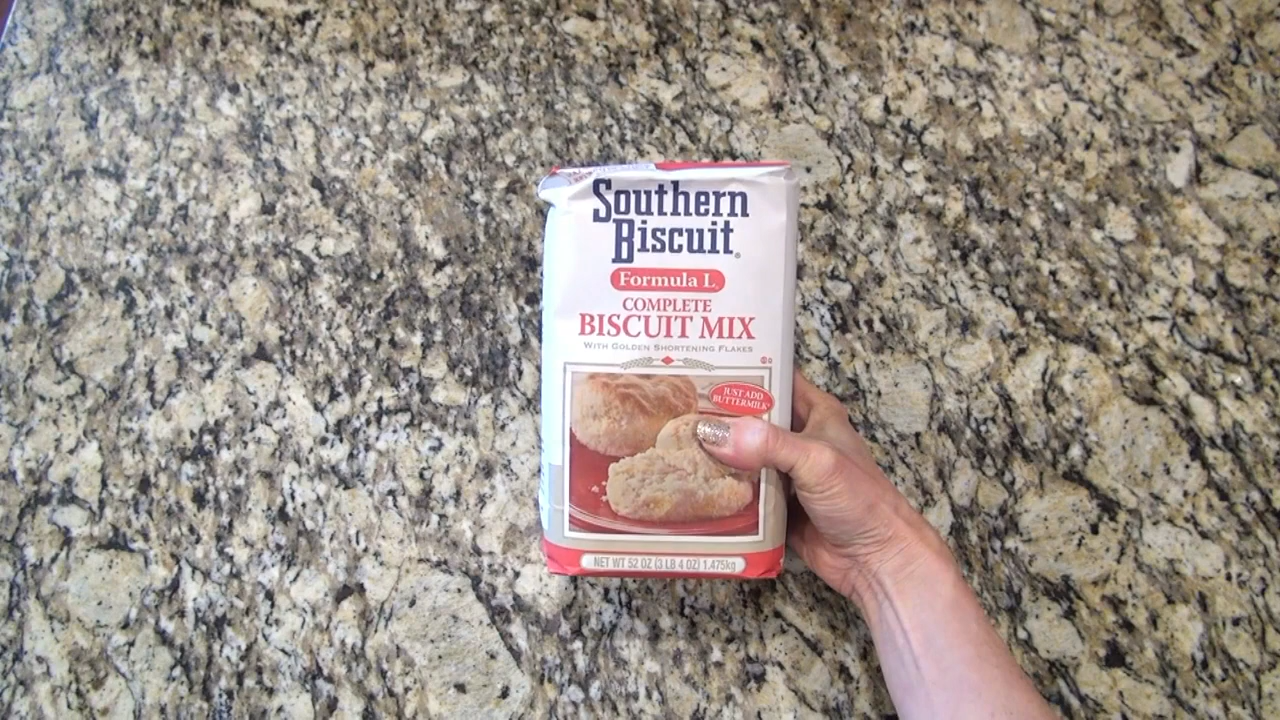 Southern
Biscuit®
Formula L®
COMPLETE
BISCUIT MIX
WITH GOLDEN SHORTENING FLAKES
JUST ADD
BUTTERMILK
NET WT 52 OZ (3 LB 4 OZ) 1.475kg